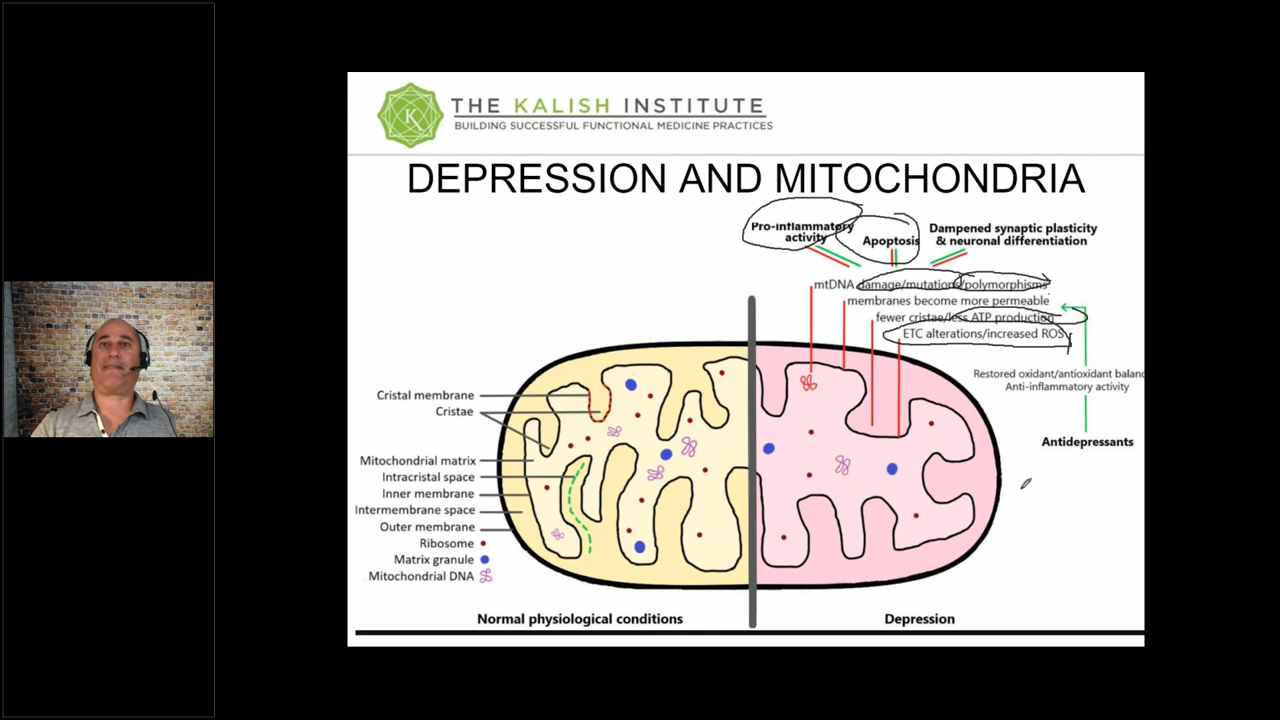 THE KALISH INSTITUTE
BUILDING SUCCESSFUL FUNCTIONAL MEDICINE PRACTICES
DEPRESSION AND MITOCHONDRIA
Pro-inflammatory
activity
Apoptosis
Dampened synaptic plasticity
& neuronal differentiation
mtDNA damage/mutations/polymorphisms
membranes become more permeable
fewer cristae/less ATP production
ETC alterations/increased ROS
Restored oxidant/antioxidant balanc
Anti-inflammatory activity
Antidepressants
Cristal membrane
Cristae
Mitochondrial matrix
Intracristal space
Inner membrane
Intermembrane space
Outer membrane
Ribosome
Matrix granule
Mitochondrial DNA
Normal physiological conditions
Depression